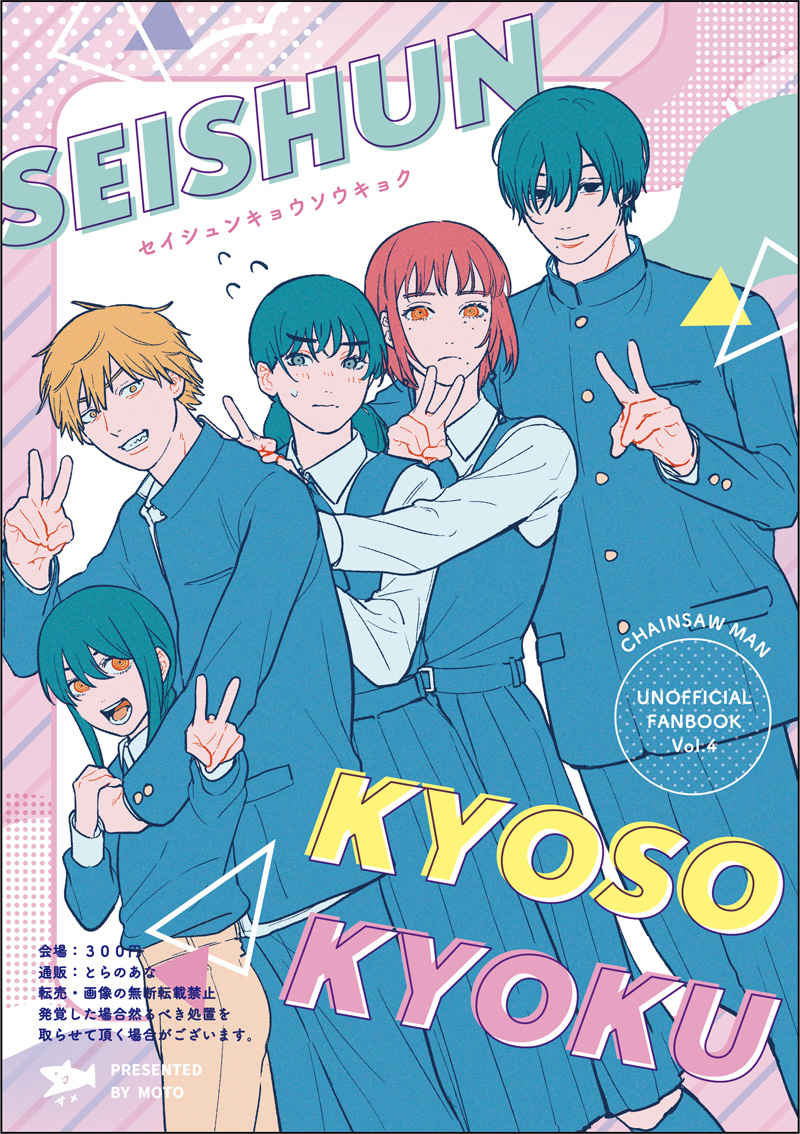 SEISHUN
セイシュンキョウソウキョク
CHAINSAW MAN
UNOFFICIAL
FANBOOK
Vol.4
KYOSO
KYOKU
会場：300円
通販：とらのあな
転売・画像の無断転載禁止
発覚した場合然るべき処置を
取らせて頂く場合がございます。
PRESENTED
BY MOTO